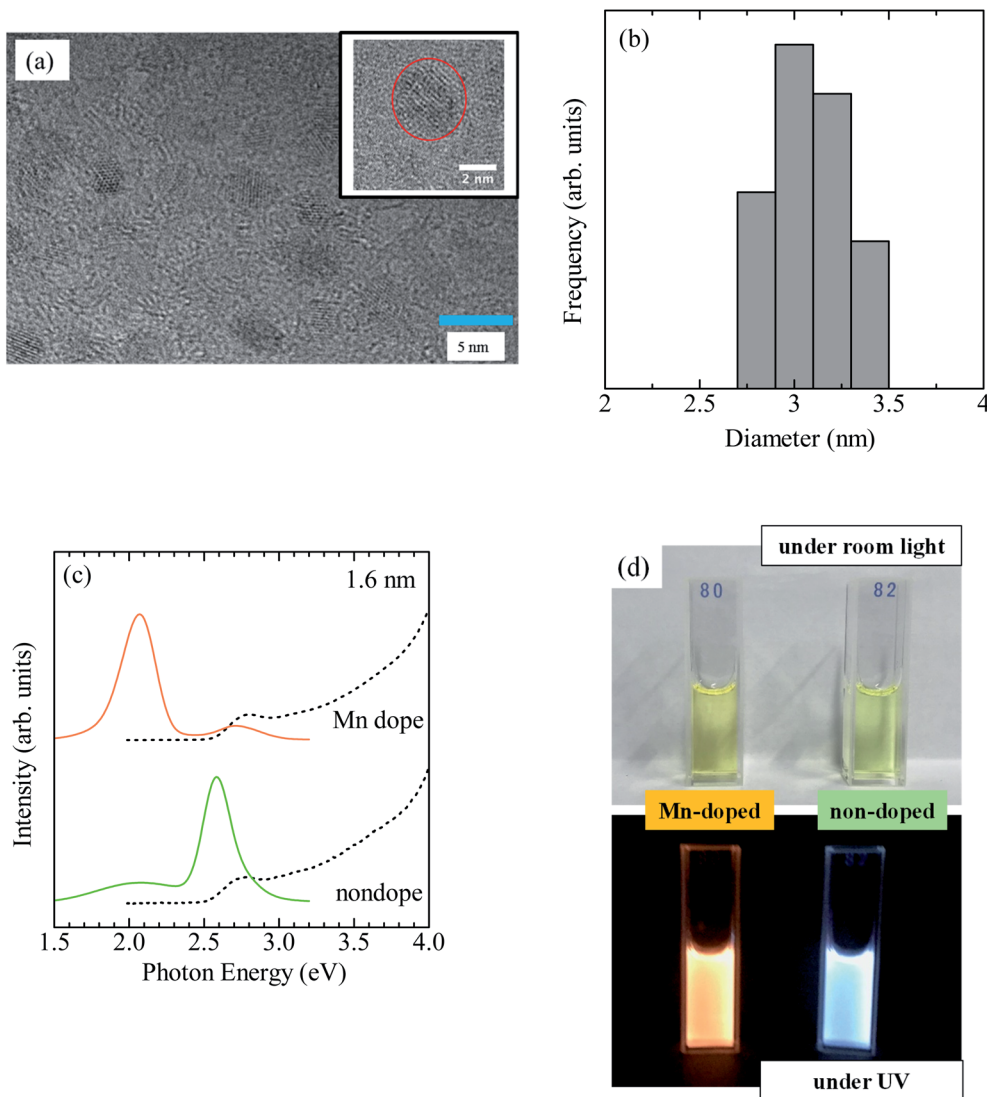 (a)
2 nm
5 nm
(b)
Frequency (arb. units)
2
2.5
3
3.5
4
Diameter (nm)
(c)
1.6 nm
Mn dope
nondope
Intensity (arb. units)
1.5
2.0
2.5
3.0
3.5
4.0
Photon Energy (eV)
(d)
under room light
80
82
Mn-doped
non-doped
under UV